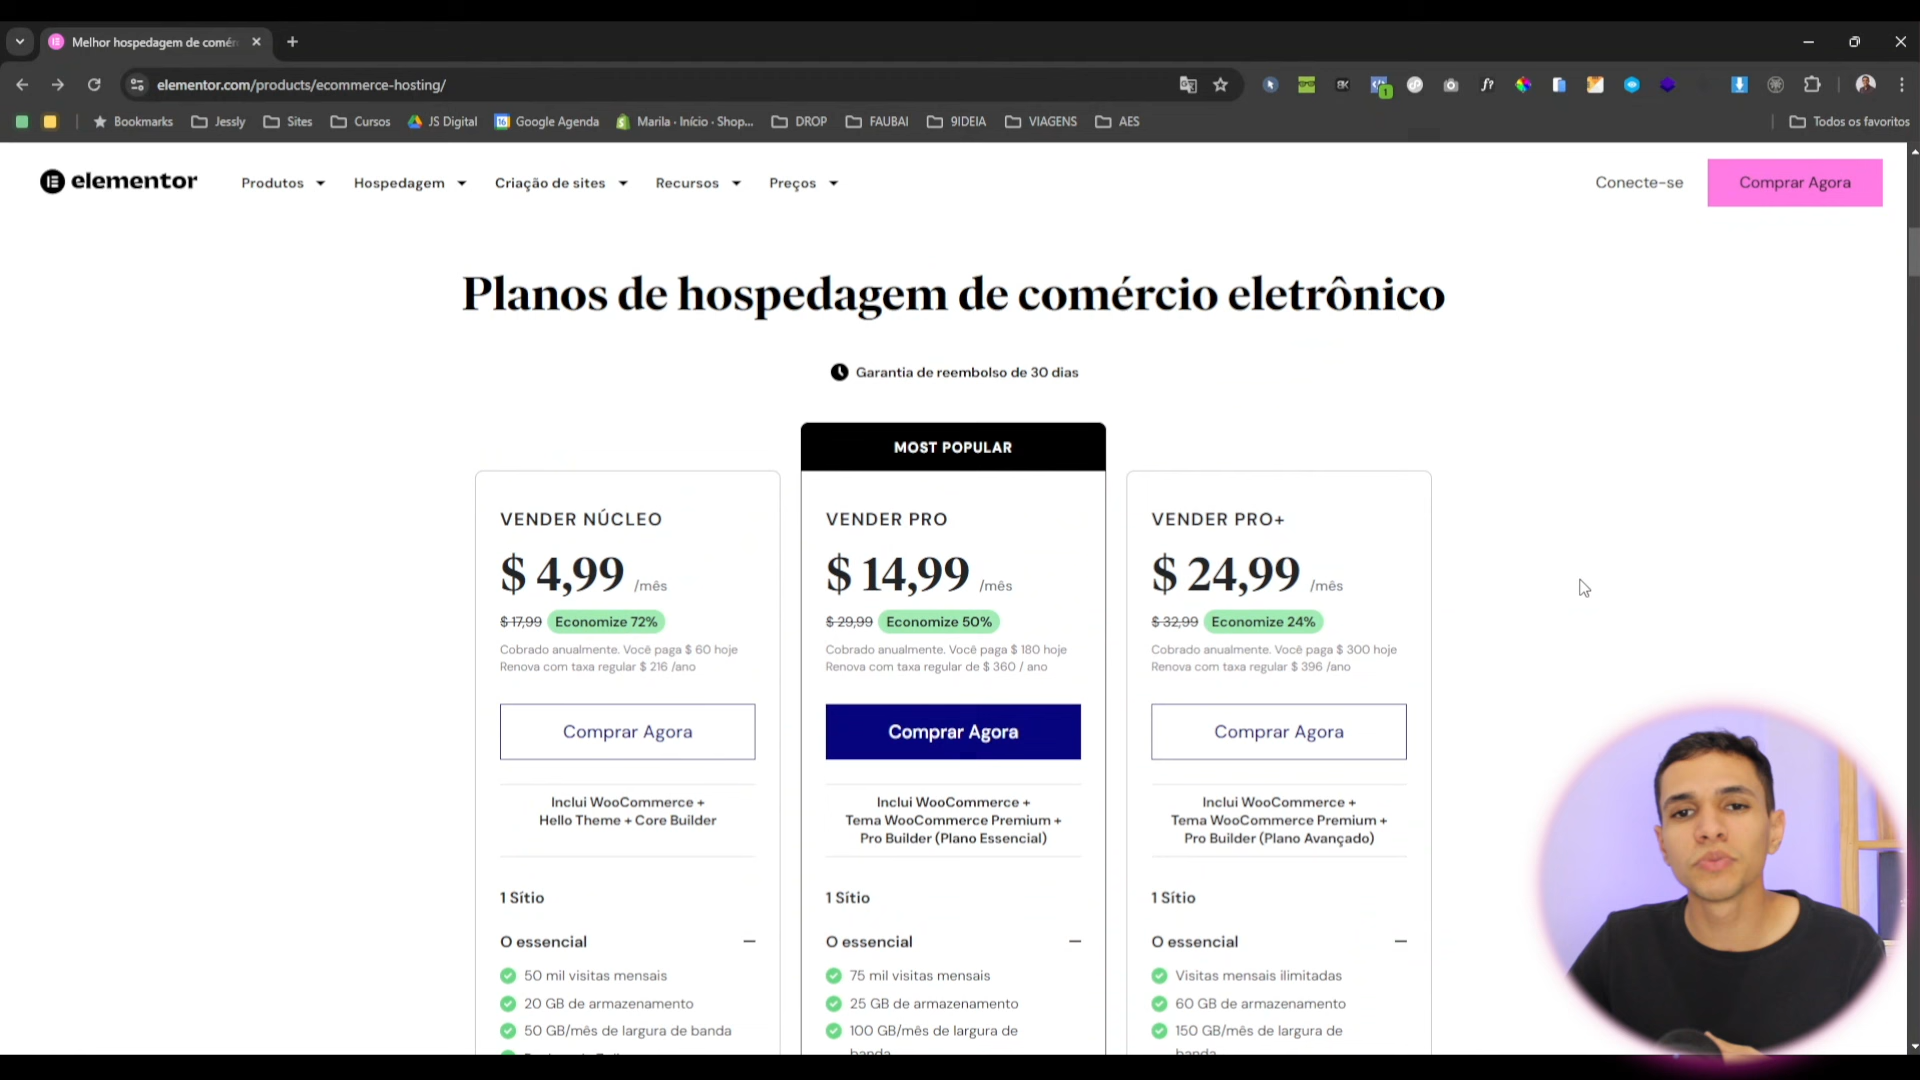 Melhor hospedagem de comér
elementor.com/products/ecommerce-hosting/
Bookmarks
Jessly
Sites
Cursos
JS Digital
Google Agenda
Marila · Início · Shop...
DROP
FAUBAI
9IDEIA
VIAGENS
AES
Todos os favoritos
elementor
Produtos
Hospedagem
Criação de sites
Recursos
Preços
Conecte-se
Comprar Agora
Planos de hospedagem de comércio eletrônico
Garantia de reembolso de 30 dias
MOST POPULAR
VENDER NÚCLEO
$ 4,99 /mês
$ 17,99 Economize 72%
Cobrado anualmente. Você paga $ 60 hoje
Renova com taxa regular $ 216 /ano
Comprar Agora
Inclui WooCommerce +
Hello Theme + Core Builder
1 Sítio
O essencial
50 mil visitas mensais
20 GB de armazenamento
50 GB/mês de largura de banda
VENDER PRO
$ 14,99 /mês
$ 29,99 Economize 50%
Cobrado anualmente. Você paga $ 180 hoje
Renova com taxa regular de $ 360 / ano
Comprar Agora
Inclui WooCommerce +
Tema WooCommerce Premium +
Pro Builder (Plano Essencial)
1 Sítio
O essencial
75 mil visitas mensais
25 GB de armazenamento
100 GB/mês de largura de
banda
VENDER PRO+
$ 24,99 /mês
$ 32,99 Economize 24%
Cobrado anualmente. Você paga $ 300 hoje
Renova com taxa regular $ 396 /ano
Comprar Agora
Inclui WooCommerce +
Tema WooCommerce Premium +
Pro Builder (Plano Avançado)
1 Sítio
O essencial
Visitas mensais ilimitadas
60 GB de armazenamento
150 GB/mês de largura de
banda